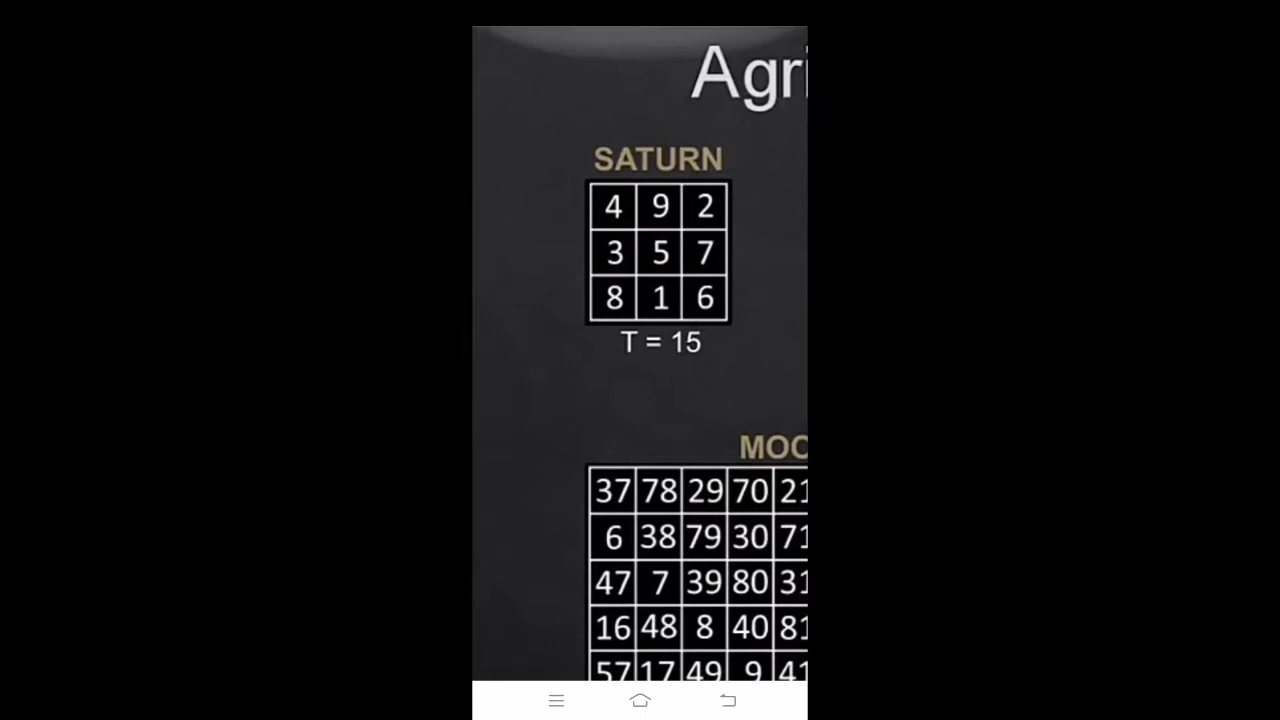 Agri
SATURN
4 9 2
3 5 7
8 1 6
T = 15
MOO
37 78 29 70 21
6 38 79 30 71
47 7 39 80 31
16 48 8 40 81
57 17 49 9 41